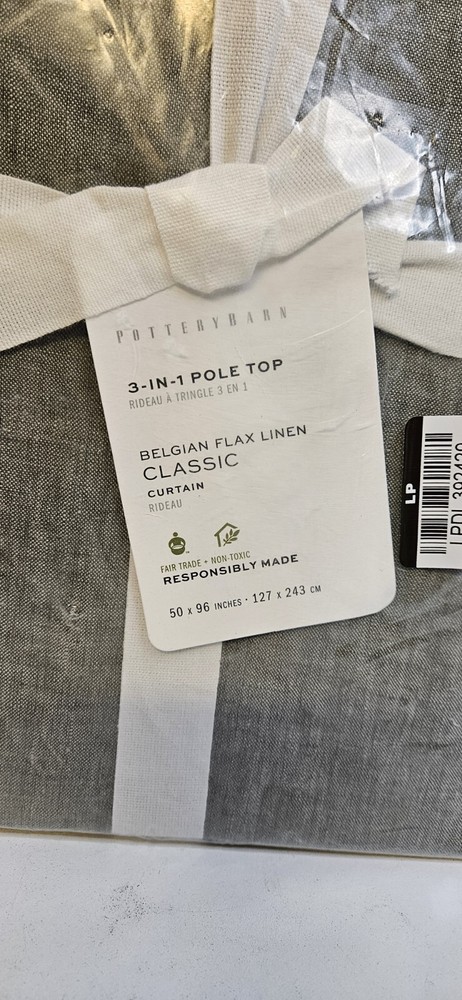 POTTERYBARN
3-IN-1 POLE TOP
RIDEAU À TRINGLE 3 EN 1
BELGIAN FLAX LINEN
CLASSIC
CURTAIN
RIDEAU
FAIR TRADE • NON-TOXIC
RESPONSIBLY MADE
50 x 96 INCHES · 127 x 243 CM
LP